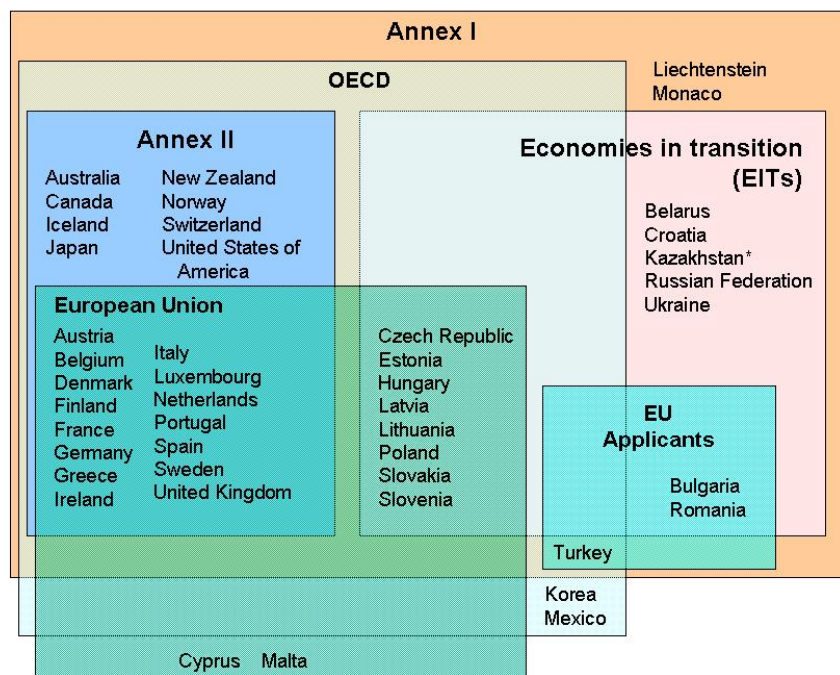 Annex I
OECD
Liechtenstein
Monaco
Annex II
Australia
Canada
Iceland
Japan
New Zealand
Norway
Switzerland
United States of
America
Economies in transition
(EITs)
Belarus
Croatia
Kazakhstan*
Russian Federation
Ukraine
European Union
Austria
Belgium
Denmark
Finland
France
Germany
Greece
Ireland
Italy
Luxembourg
Netherlands
Portugal
Spain
Sweden
United Kingdom
Czech Republic
Estonia
Hungary
Latvia
Lithuania
Poland
Slovakia
Slovenia
EU
Applicants
Bulgaria
Romania
Turkey
Korea
Mexico
Cyprus Malta